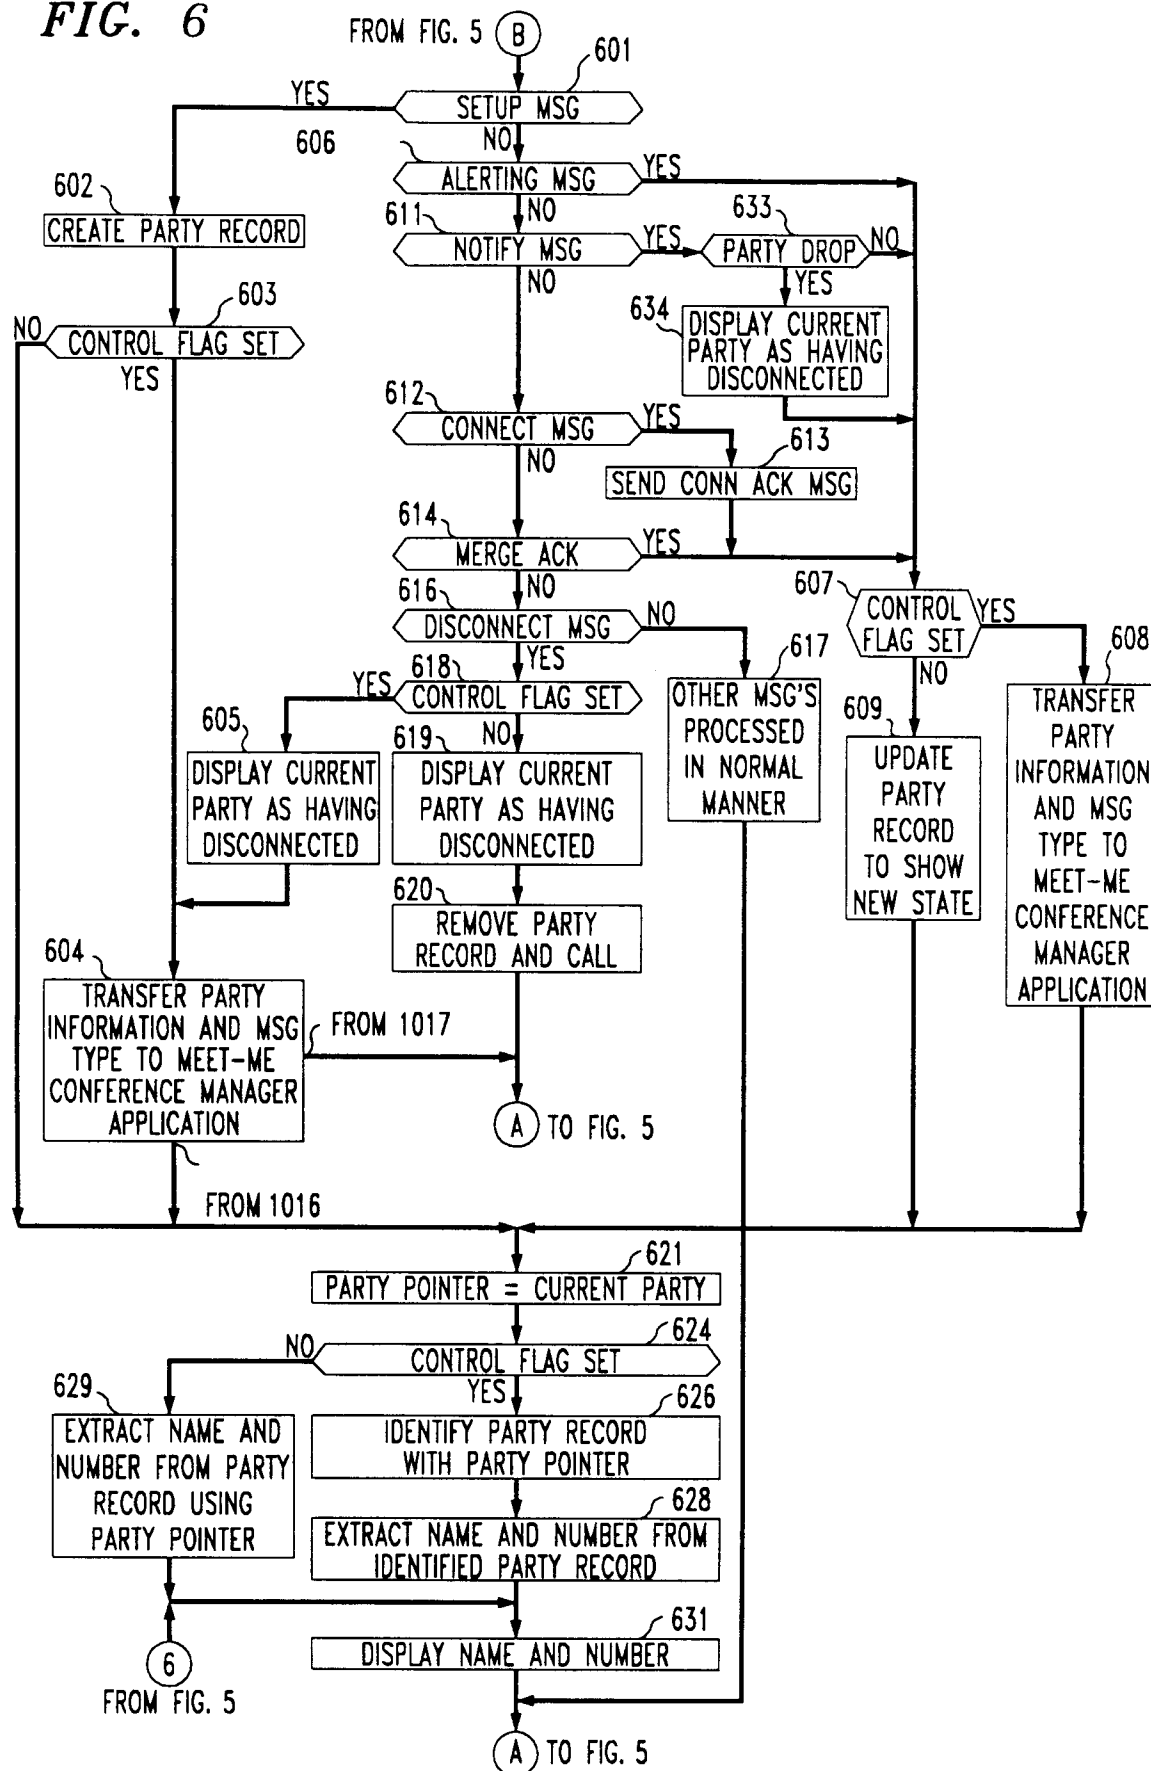 FIG. 6
FROM FIG. 5
B
601
YES
SETUP MSG
NO
606
ALERTING MSG
YES
602
CREATE PARTY RECORD
NO
611
NOTIFY MSG
YES
633
PARTY DROP
NO
NO
YES
603
NO
CONTROL FLAG SET
YES
634
DISPLAY CURRENT
PARTY AS HAVING
DISCONNECTED
612
CONNECT MSG
YES
NO
613
SEND CONN ACK MSG
614
MERGE ACK
YES
NO
616
DISCONNECT MSG
NO
YES
607
CONTROL
FLAG SET
YES
NO
618
YES
CONTROL FLAG SET
NO
617
OTHER MSG'S
PROCESSED
IN NORMAL
MANNER
608
TRANSFER
PARTY
INFORMATION
AND MSG
TYPE TO
MEET-ME
CONFERENCE
MANAGER
APPLICATION
605
DISPLAY CURRENT
PARTY AS HAVING
DISCONNECTED
619
DISPLAY CURRENT
PARTY AS HAVING
DISCONNECTED
609
UPDATE
PARTY
RECORD
TO SHOW
NEW STATE
620
REMOVE PARTY
RECORD AND CALL
604
TRANSFER PARTY
INFORMATION AND MSG
TYPE TO MEET-ME
CONFERENCE MANAGER
APPLICATION
FROM 1017
A
TO FIG. 5
FROM 1016
621
PARTY POINTER = CURRENT PARTY
624
NO
CONTROL FLAG SET
YES
629
EXTRACT NAME AND
NUMBER FROM PARTY
RECORD USING
PARTY POINTER
626
IDENTIFY PARTY RECORD
WITH PARTY POINTER
628
EXTRACT NAME AND NUMBER FROM
IDENTIFIED PARTY RECORD
631
DISPLAY NAME AND NUMBER
6
FROM FIG. 5
A
TO FIG. 5